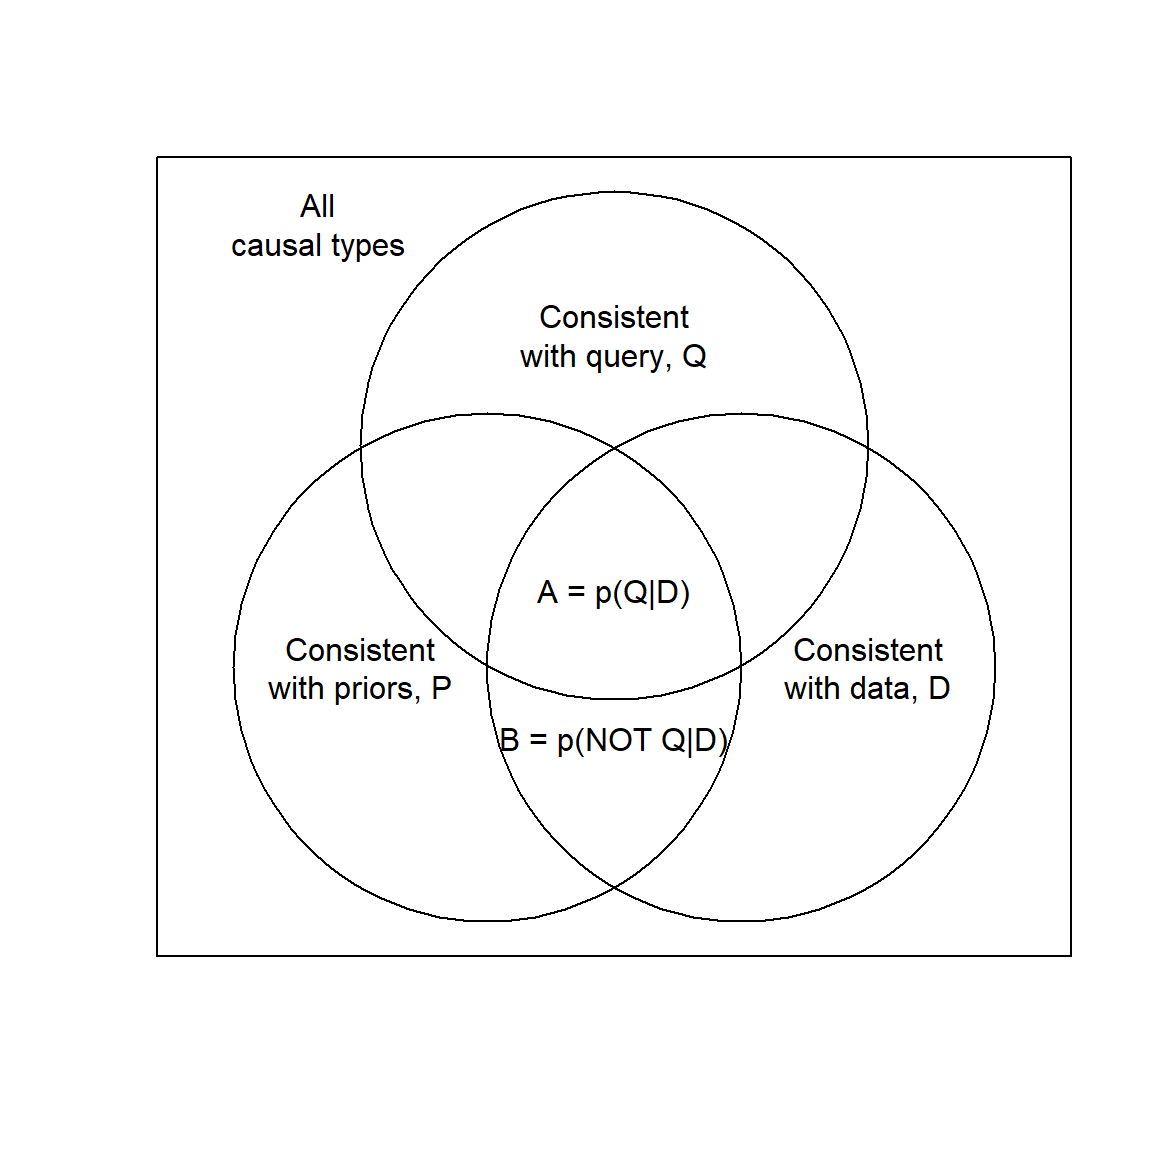 All
causal types
Consistent
with query, Q
A = p(Q|D)
Consistent
with priors, P
Consistent
with data, D
B = p(NOT Q|D)